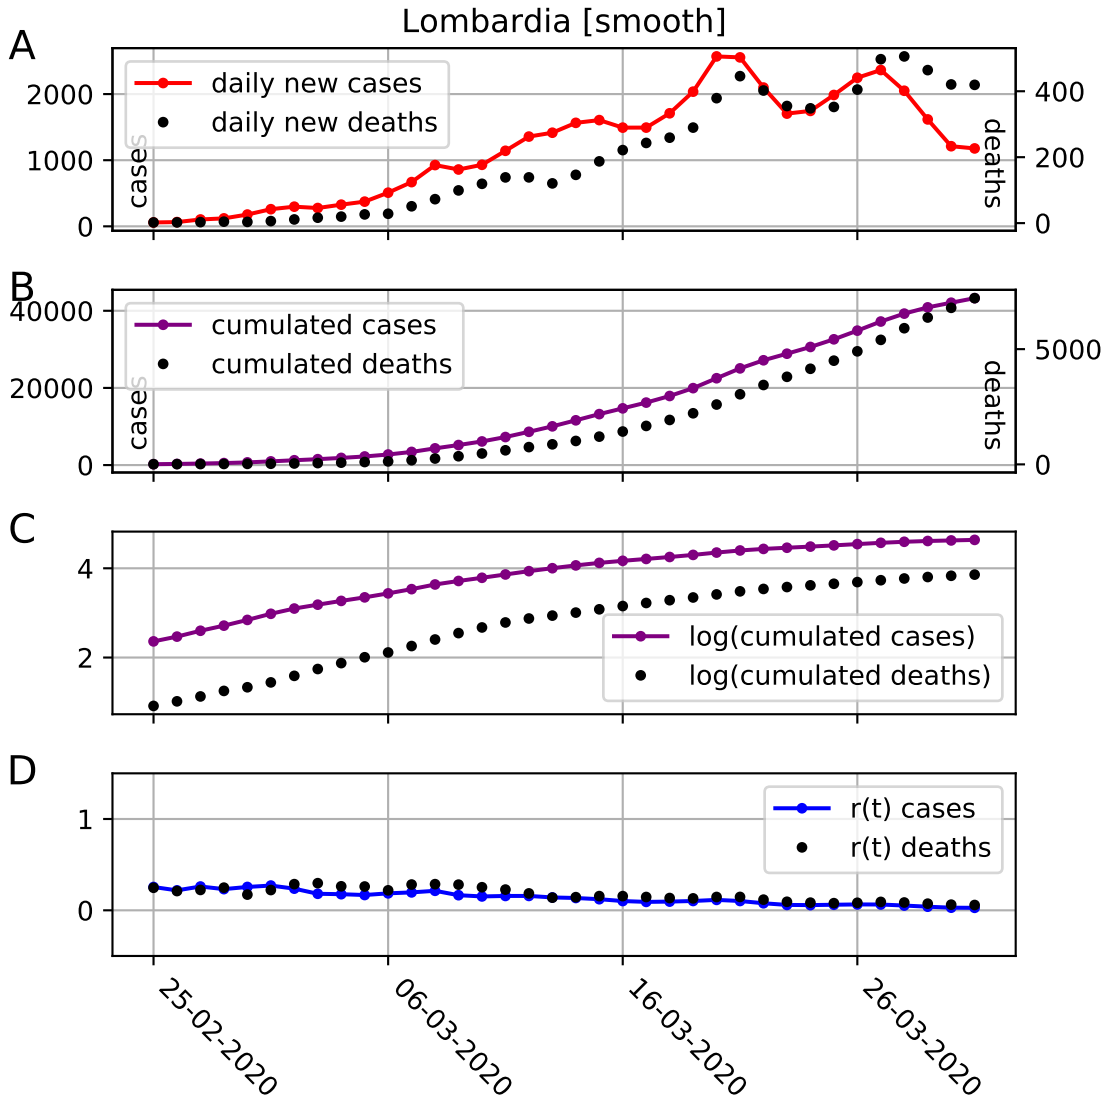 Lombardia [smooth]
A
daily new cases
daily new deaths
2000
1000
0
cases
400
200
0
deaths
B
cumulated cases
cumulated deaths
40000
20000
0
cases
5000
0
deaths
C
4
2
log(cumulated cases)
log(cumulated deaths)
D
1
0
r(t) cases
r(t) deaths
25-02-2020
06-03-2020
16-03-2020
26-03-2020